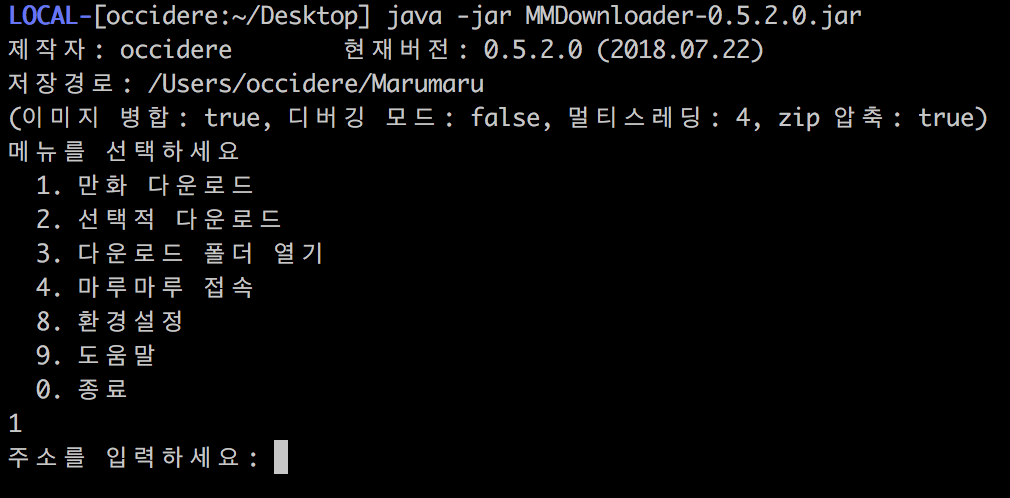 LOCAL-[occidere:~/Desktop] java -jar MMDownloader-0.5.2.0.jar
제작자: occidere 현재버전: 0.5.2.0 (2018.07.22)
저장경로: /Users/occidere/Marumaru
(이미지 병합: true, 디버깅 모드: false, 멀티스레딩: 4, zip 압축: true)
메뉴를 선택하세요
1. 만화 다운로드
2. 선택적 다운로드
3. 다운로드 폴더 열기
4. 마루마루 접속
8. 환경설정
9. 도움말
0. 종료
1
주소를 입력하세요: